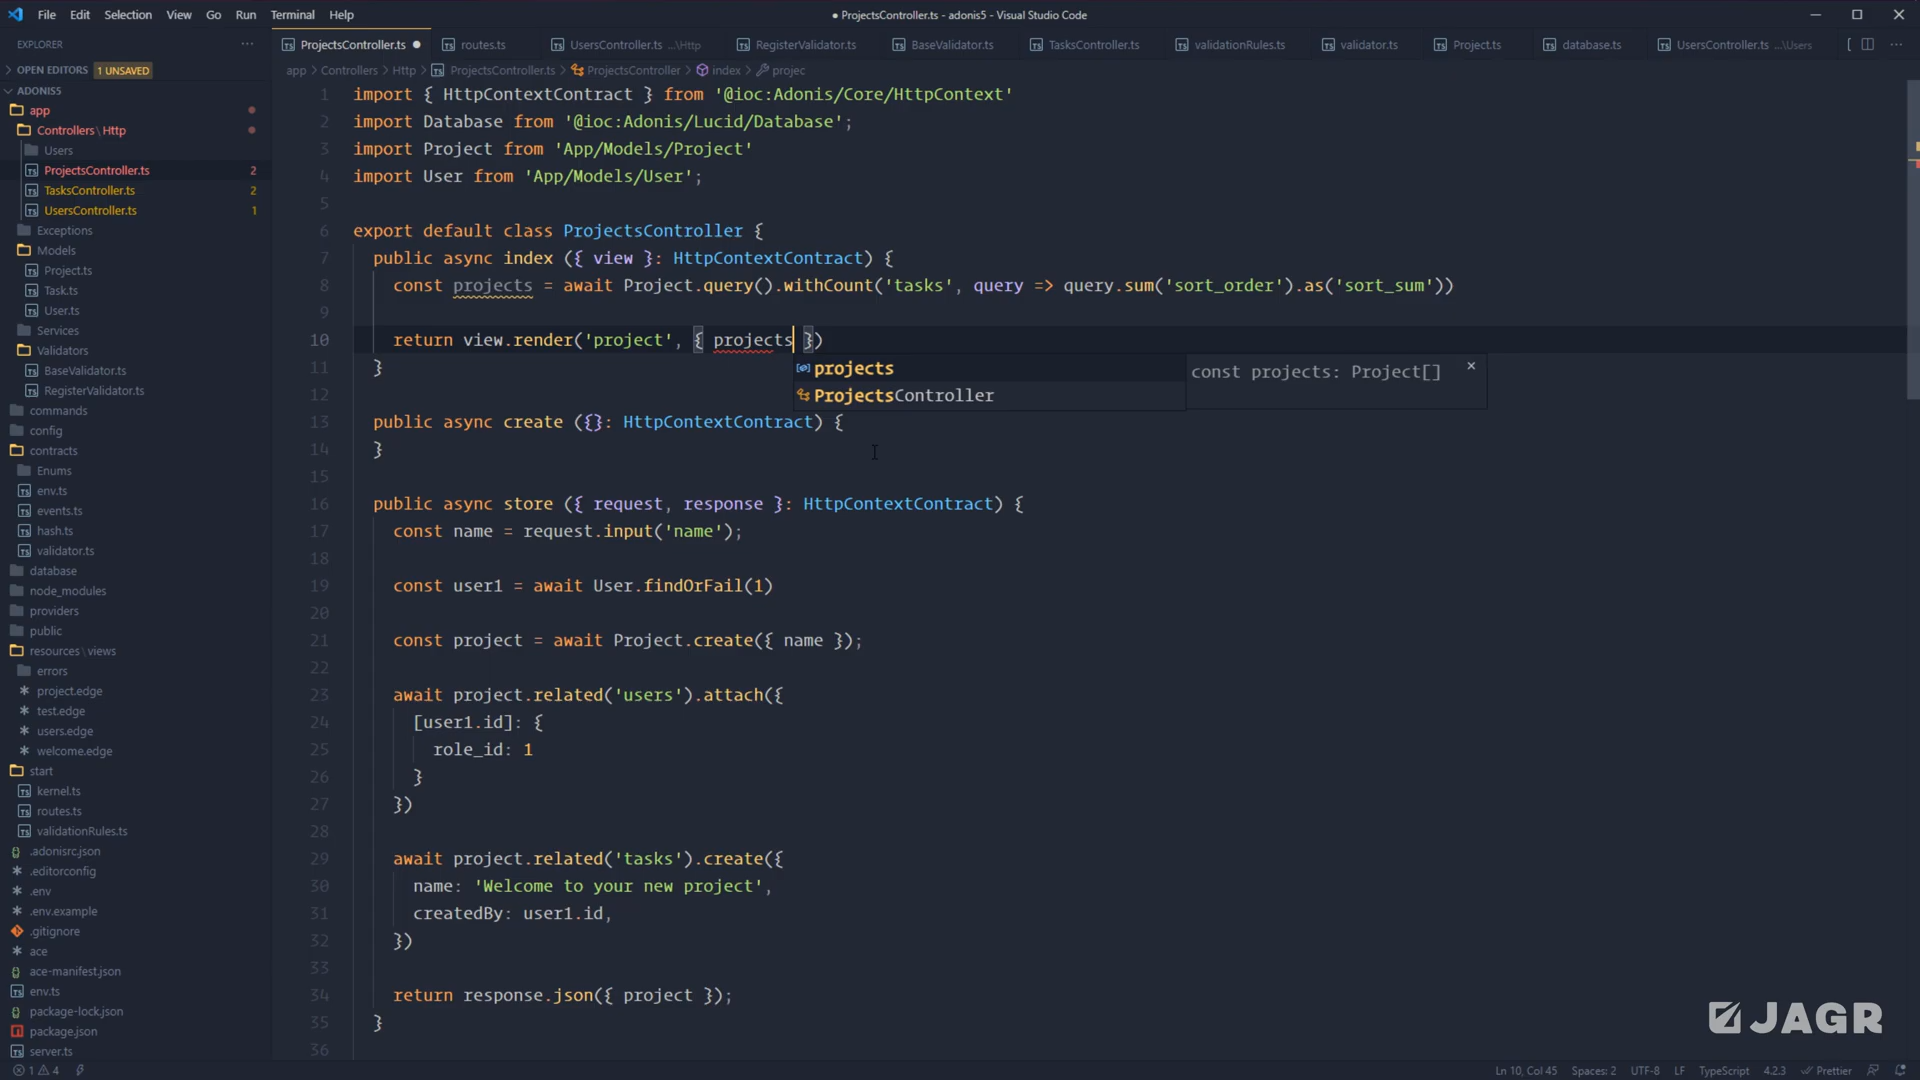 File Edit Selection View Go Run Terminal Help
● ProjectsController.ts - adonis5 - Visual Studio Code
EXPLORER
ProjectsController.ts routes.ts UsersController.ts ...\Http RegisterValidator.ts BaseValidator.ts TasksController.ts validationRules.ts validator.ts Project.ts database.ts UsersController.ts ...\Users
OPEN EDITORS 1 UNSAVED
app > Controllers > Http > ProjectsController.ts > ProjectsController > index > projec
ADONIS5
app
Controllers \ Http
Users
ProjectsController.ts 2
TasksController.ts 2
UsersController.ts 1
Exceptions
Models
Project.ts
Task.ts
User.ts
Services
Validators
BaseValidator.ts
RegisterValidator.ts
commands
config
contracts
Enums
env.ts
events.ts
hash.ts
validator.ts
database
node_modules
providers
public
resources \ views
errors
project.edge
test.edge
users.edge
welcome.edge
start
kernel.ts
routes.ts
validationRules.ts
.adonisrc.json
.editorconfig
.env
.env.example
.gitignore
ace
ace-manifest.json
env.ts
package-lock.json
package.json
server.ts
1 import { HttpContextContract } from '@ioc:Adonis/Core/HttpContext'
2 import Database from '@ioc:Adonis/Lucid/Database';
3 import Project from 'App/Models/Project'
4 import User from 'App/Models/User';
5
6 export default class ProjectsController {
7 public async index ({ view }: HttpContextContract) {
8 const projects = await Project.query().withCount('tasks', query => query.sum('sort_order').as('sort_sum'))
9
10 return view.render('project', { projects })
projects
ProjectsController
const projects: Project[]
11 }
12
13 public async create ({}: HttpContextContract) {
14 }
15
16 public async store ({ request, response }: HttpContextContract) {
17 const name = request.input('name');
18
19 const user1 = await User.findOrFail(1)
20
21 const project = await Project.create({ name });
22
23 await project.related('users').attach({
24 [user1.id]: {
25 role_id: 1
26 }
27 })
28
29 await project.related('tasks').create({
30 name: 'Welcome to your new project',
31 createdBy: user1.id,
32 })
33
34 return response.json({ project });
35 }
36
JAGR
1 4
Ln 10, Col 45 Spaces: 2 UTF-8 LF TypeScript 4.2.3 Prettier